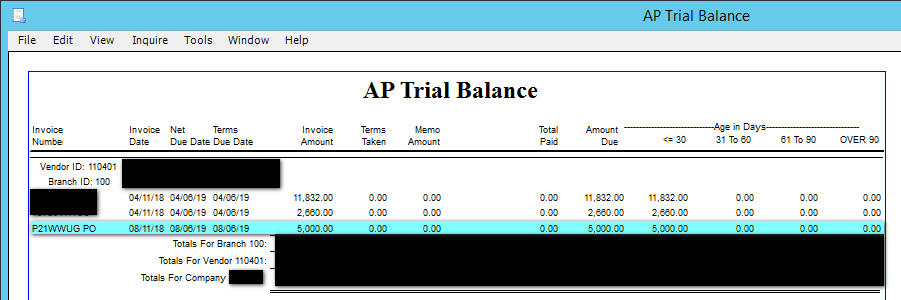 AP Trial Balance
File Edit View Inquire Tools Window Help
AP Trial Balance
Age in Days
Invoice Invoice Net Terms Invoice Terms Memo Total Amount
Numbe Date Due Date Due Date Amount Taken Amount Paid Due <= 30 31 To 60 61 To 90 OVER 90
Vendor ID: 110401
Branch ID: 100
04/11/18 04/06/19 04/06/19 11,832.00 0.00 0.00 0.00 11,832.00 11,832.00 0.00 0.00 0.00
04/11/18 04/06/19 04/06/19 2,660.00 0.00 0.00 0.00 2,660.00 2,660.00 0.00 0.00 0.00
P21WWUG PO 08/11/18 08/06/19 08/06/19 5,000.00 0.00 0.00 0.00 5,000.00 5,000.00 0.00 0.00 0.00
Totals For Branch 100:
Totals For Vendor 110401:
Totals For Company